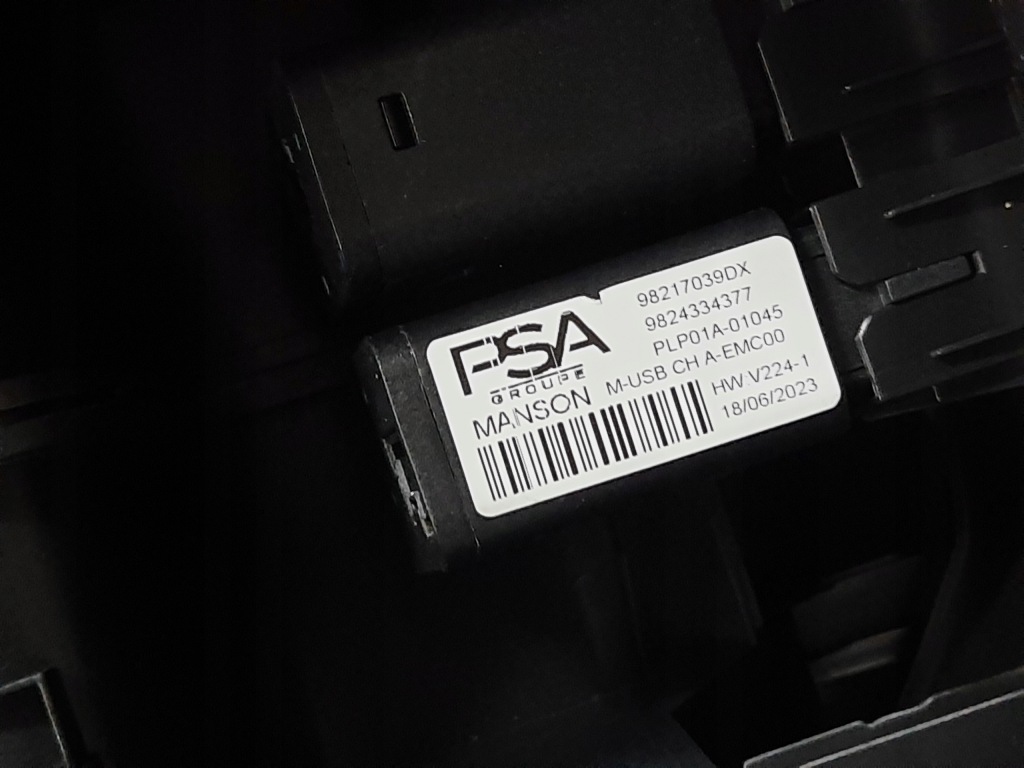 PSA
GROUPE
MANSON
98217039DX
9824334377
PLP01A-01045
M-USB CH A-EMC00
HW:V224-1
18/06/2023